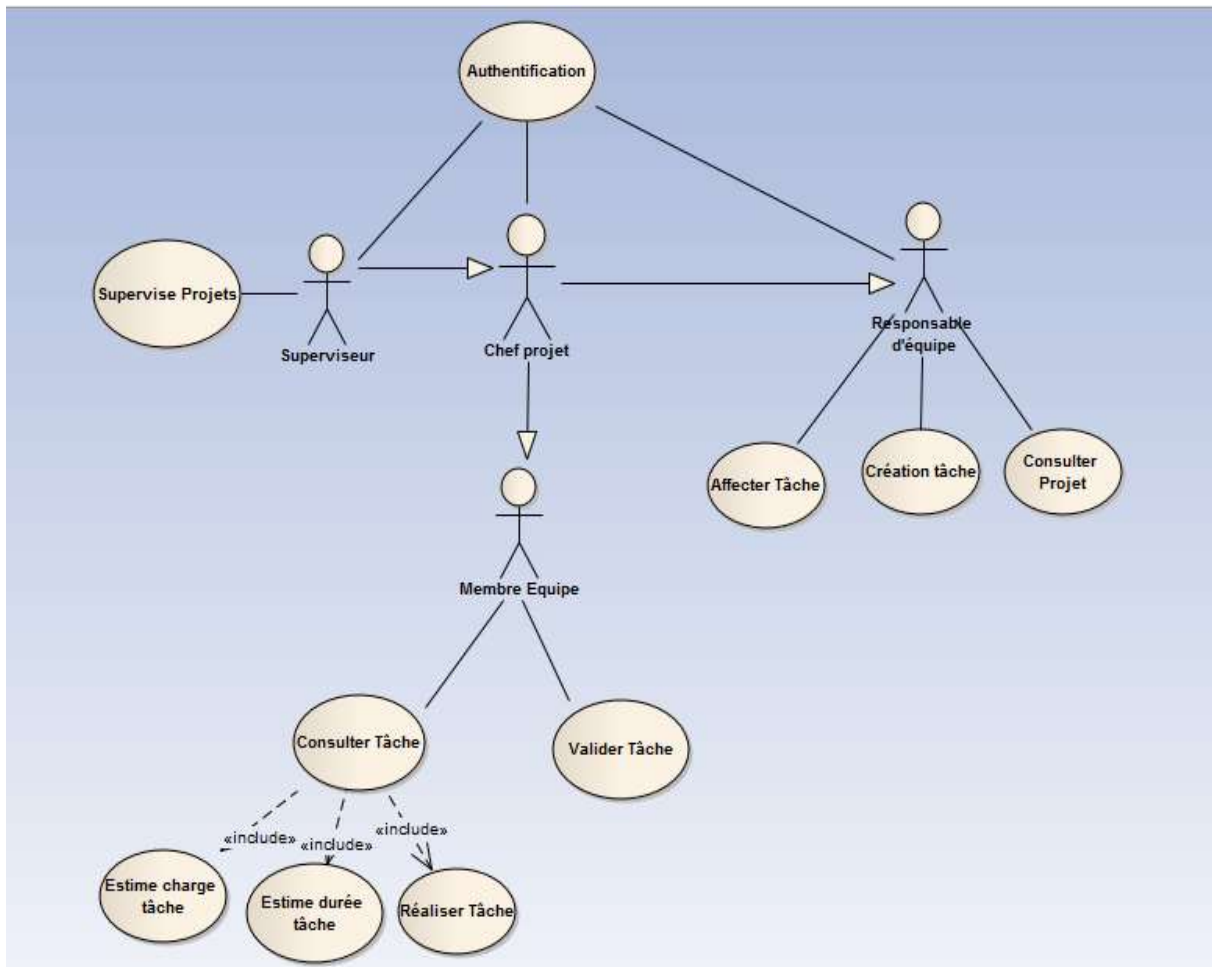 Authentification
Supervise Projets
Superviseur
Chef projet
Responsable
d'équipe
Affecter Tâche
Création tâche
Consulter
Projet
Membre Equipe
Consulter Tâche
Valider Tâche
«include»
«include»
«include»
Estime charge
tâche
Estime durée
tâche
Réaliser Tâche